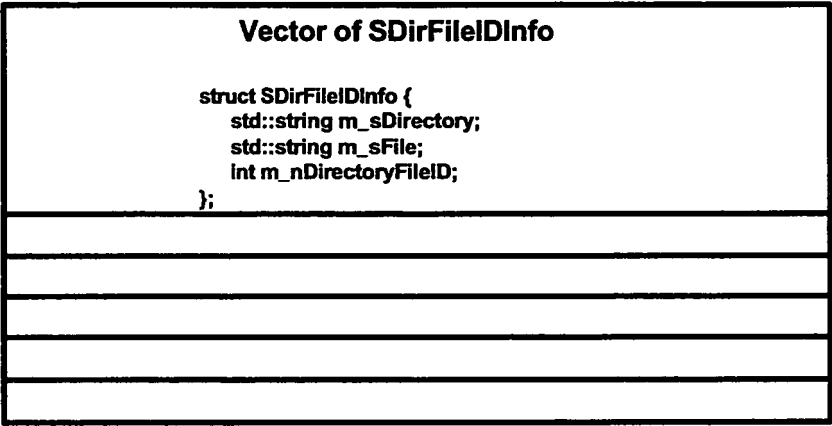 Vector of SDirFileIDInfo
struct SDirFileIDInfo {
std::string m_sDirectory;
std::string m_sFile;
int m_nDirectoryFileID;
};